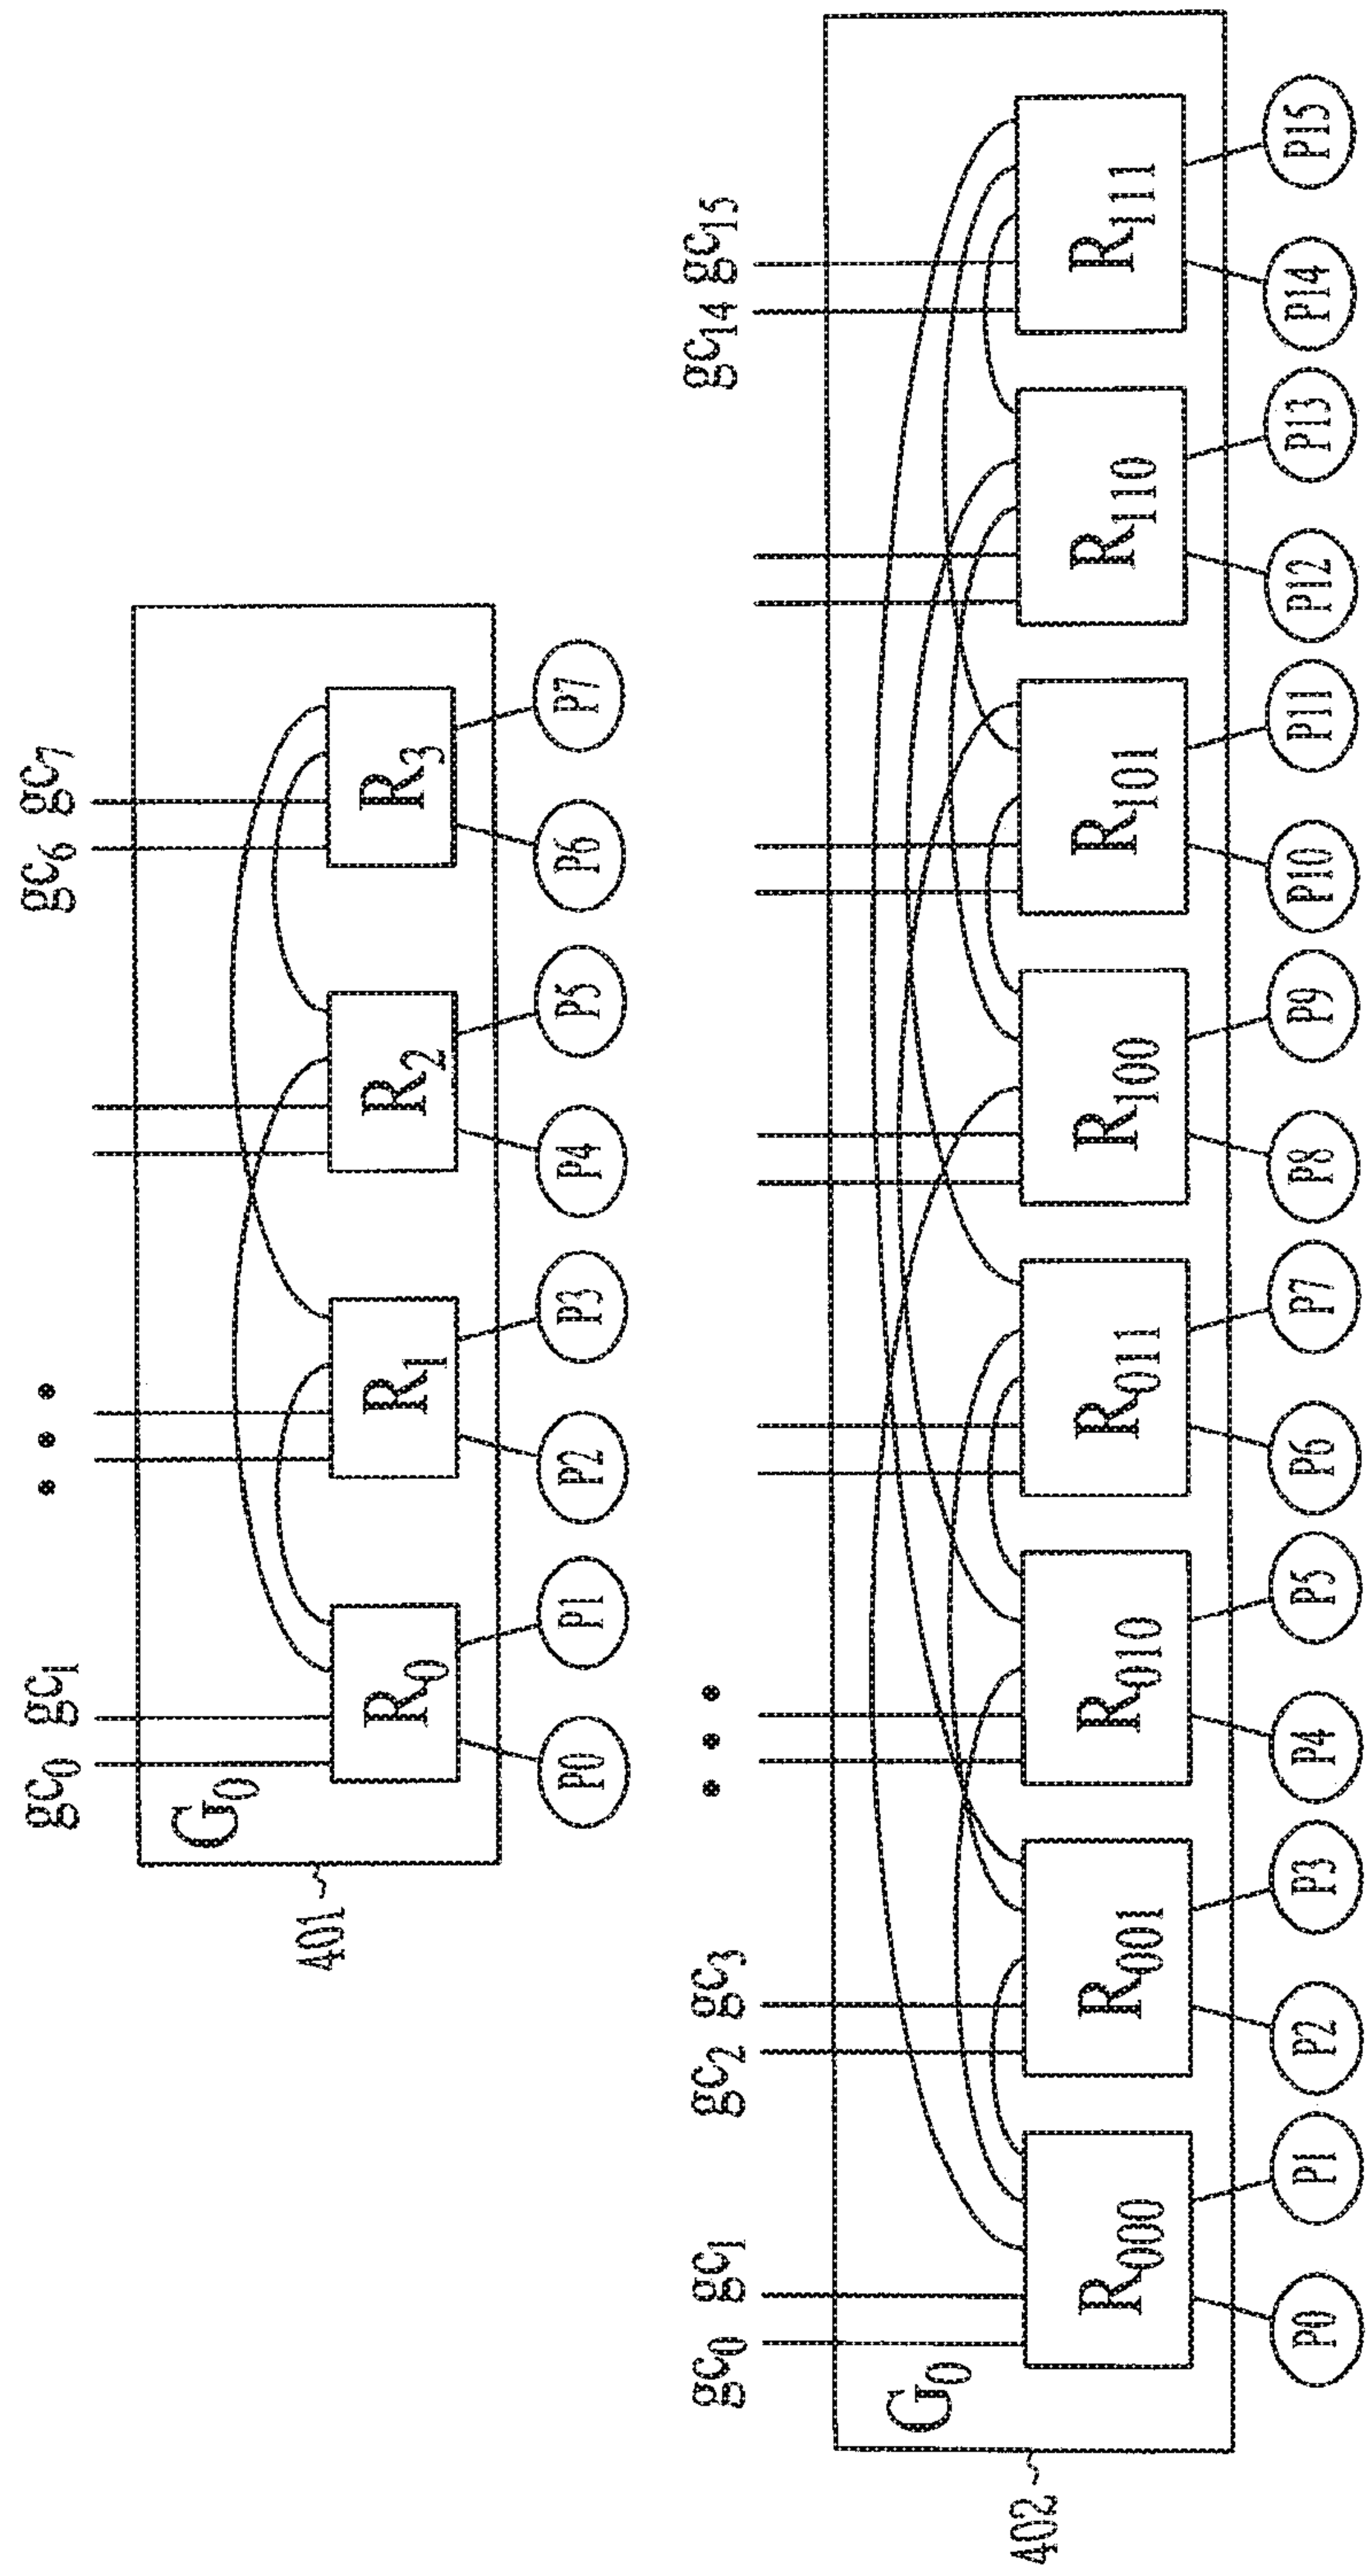 gc0 gc1 • • • gc6 gc7
G0
R0 R1 R2 R3
P0 P1 P2 P3 P4 P5 P6 P7
401
gc0 gc1 gc2 gc3 • • • gc14 gc15
G0
R000 R001 R010 R011 R100 R101 R110 R111
P0 P1 P2 P3 P4 P5 P6 P7 P8 P9 P10 P11 P12 P13 P14 P15
402